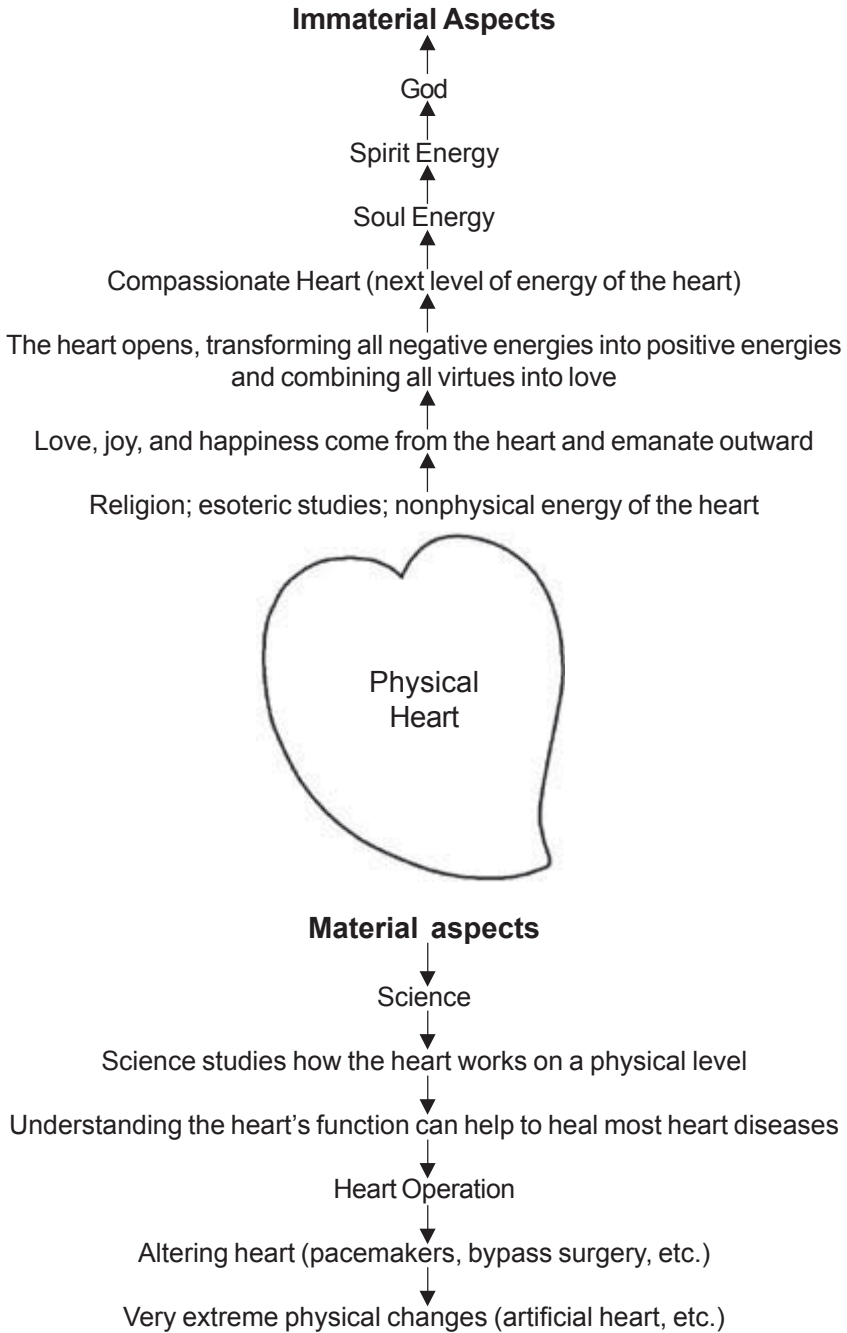 Immaterial Aspects
God
Spirit Energy
Soul Energy
Compassionate Heart (next level of energy of the heart)
The heart opens, transforming all negative energies into positive energies
and combining all virtues into love
Love, joy, and happiness come from the heart and emanate outward
Religion; esoteric studies; nonphysical energy of the heart
Physical
Heart
Material aspects
Science
Science studies how the heart works on a physical level
Understanding the heart's function can help to heal most heart diseases
Heart Operation
Altering heart (pacemakers, bypass surgery, etc.)
Very extreme physical changes (artificial heart, etc.)